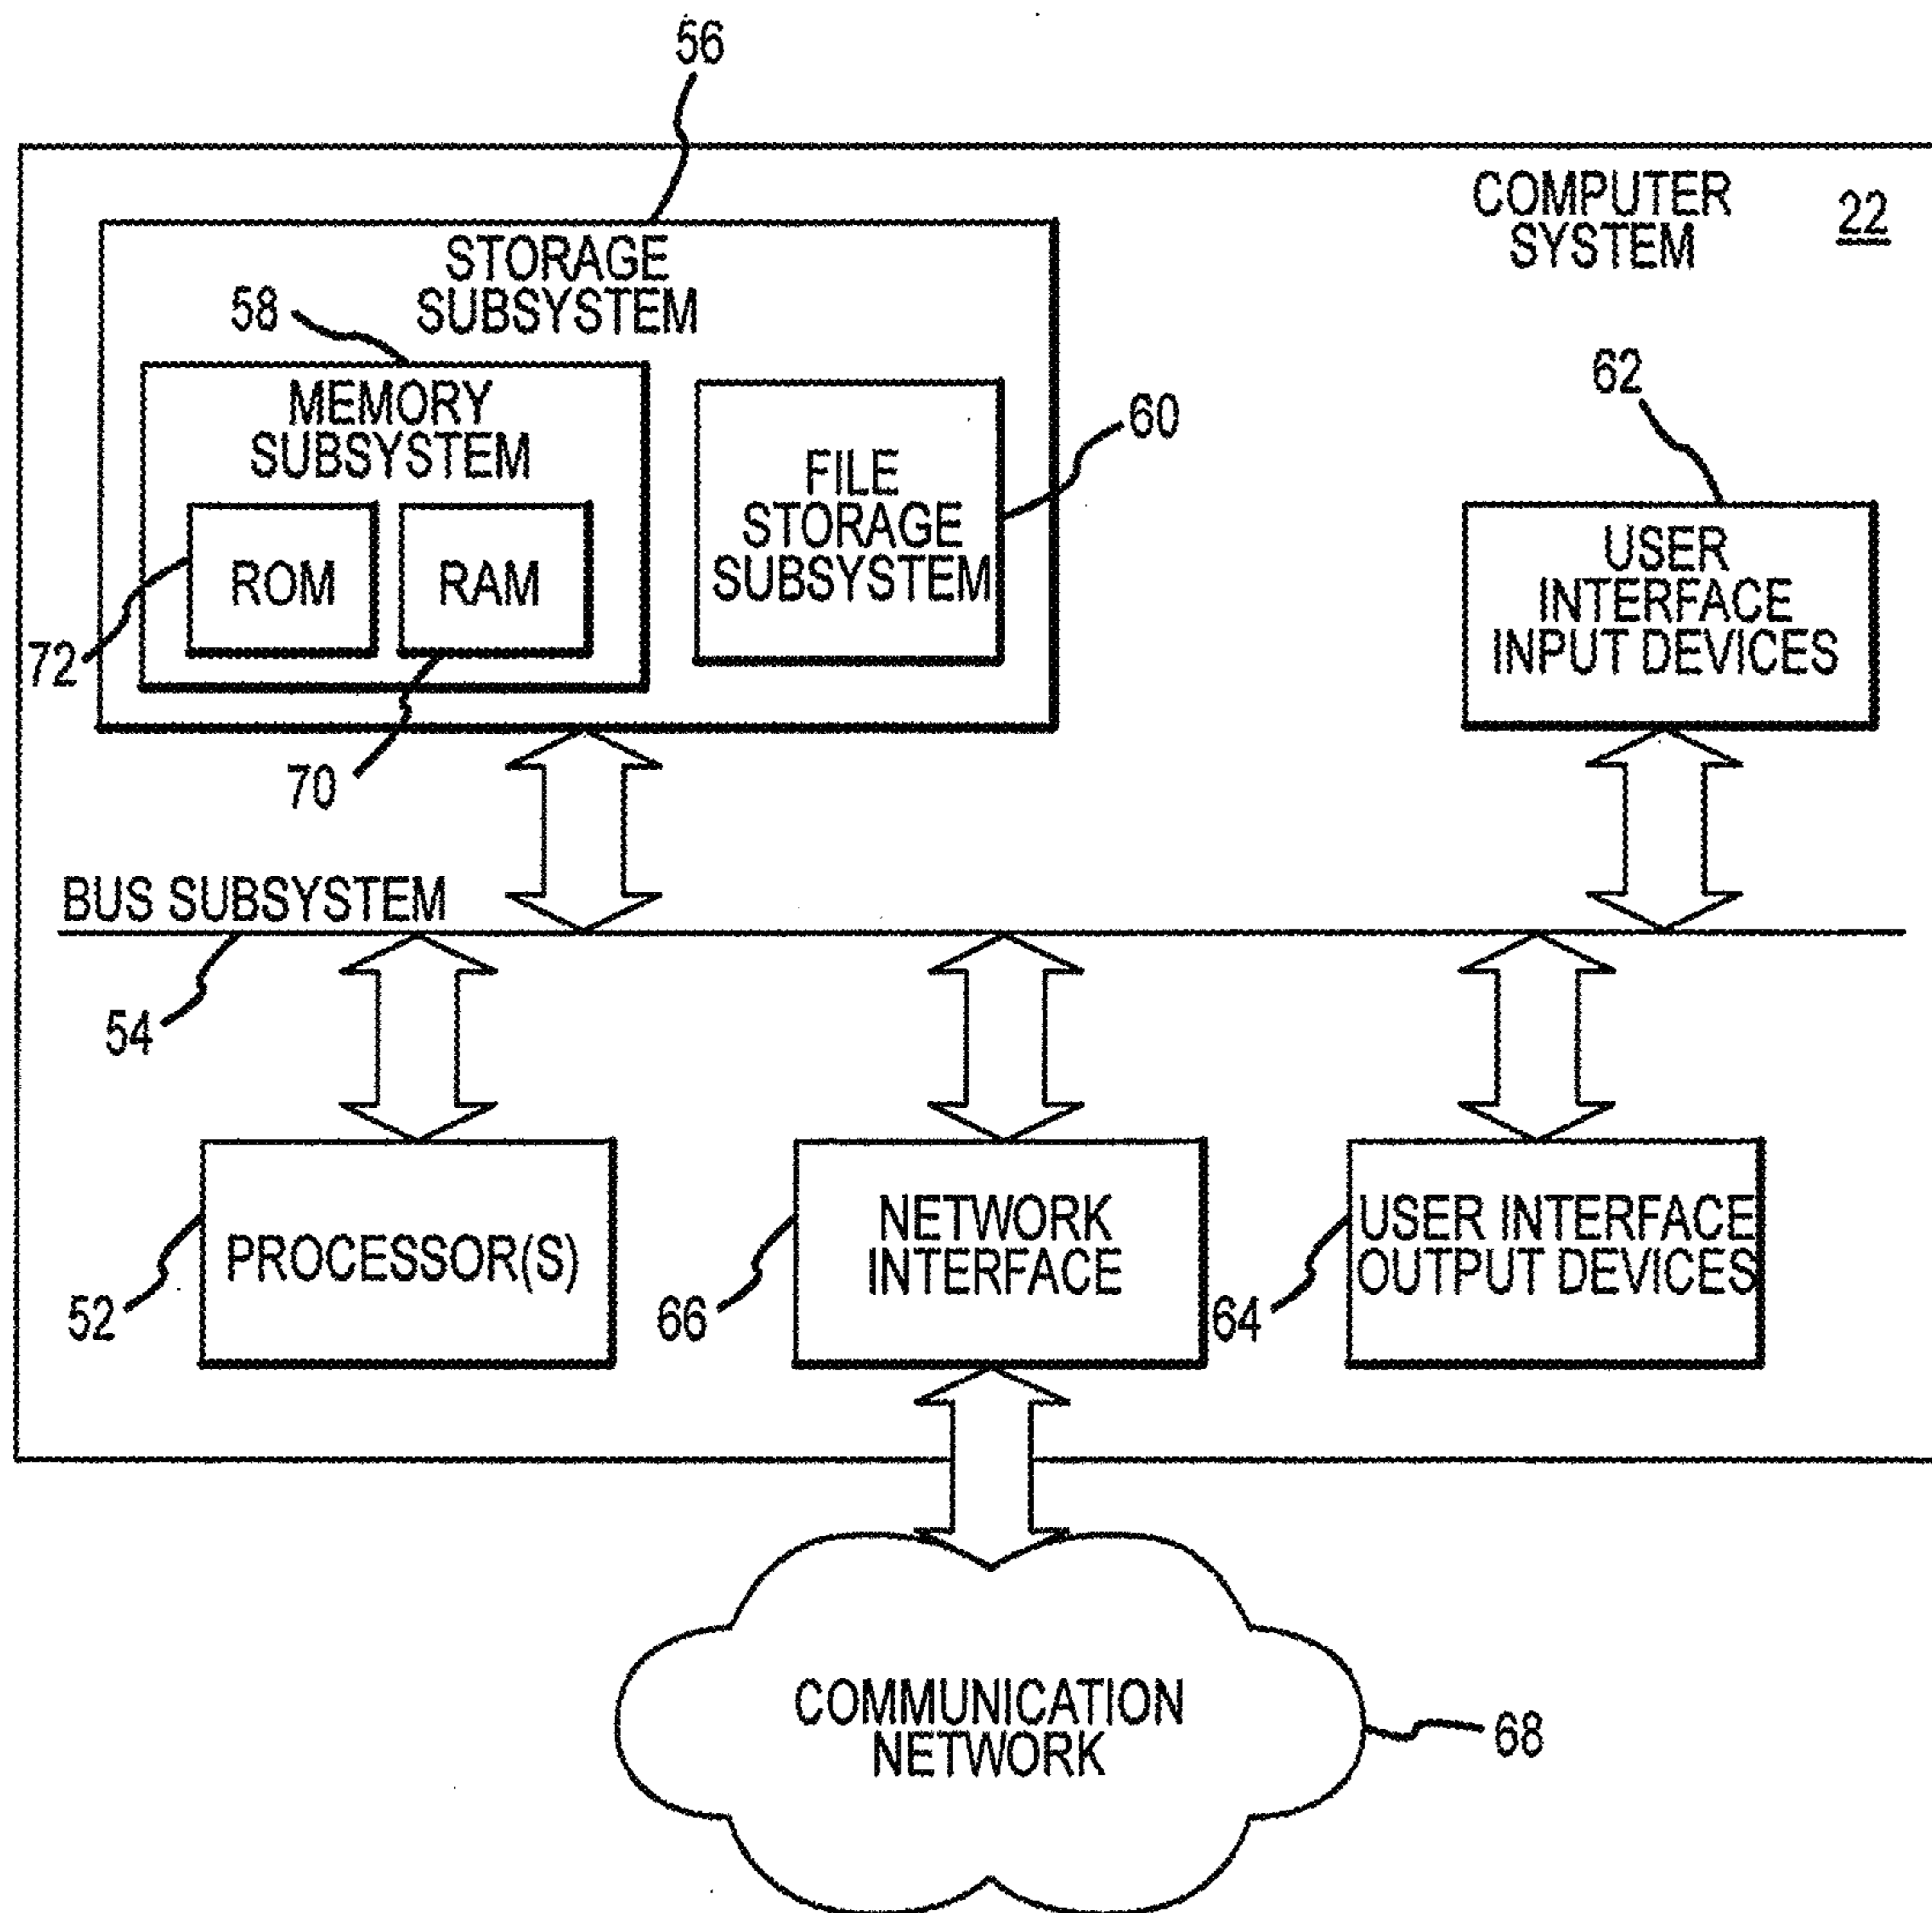 56
COMPUTER
SYSTEM
22
STORAGE
SUBSYSTEM
58
MEMORY
SUBSYSTEM
62
60
FILE
STORAGE
SUBSYSTEM
ROM
RAM
USER
INTERFACE
INPUT DEVICES
72
70
BUS SUBSYSTEM
54
PROCESSOR(S)
NETWORK
INTERFACE
USER INTERFACE
OUTPUT DEVICES
52
66
64
COMMUNICATION
NETWORK
68